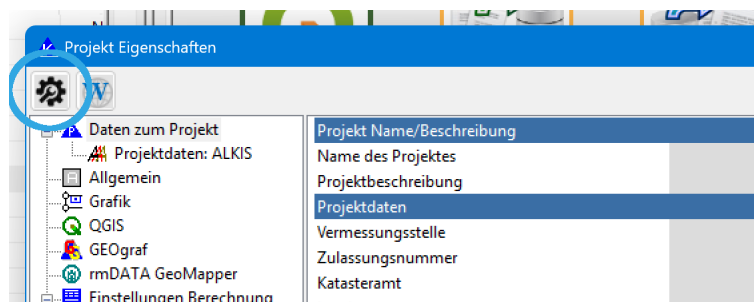 Projekt Eigenschaften
W
Daten zum Projekt
Projektdaten: ALKIS
Allgemein
Grafik
QGIS
GEOgraf
rmDATA GeoMapper
Einstellungen Berechnung
Projekt Name/Beschreibung
Name des Projektes
Projektbeschreibung
Projektdaten
Vermessungsstelle
Zulassungsnummer
Katasteramt